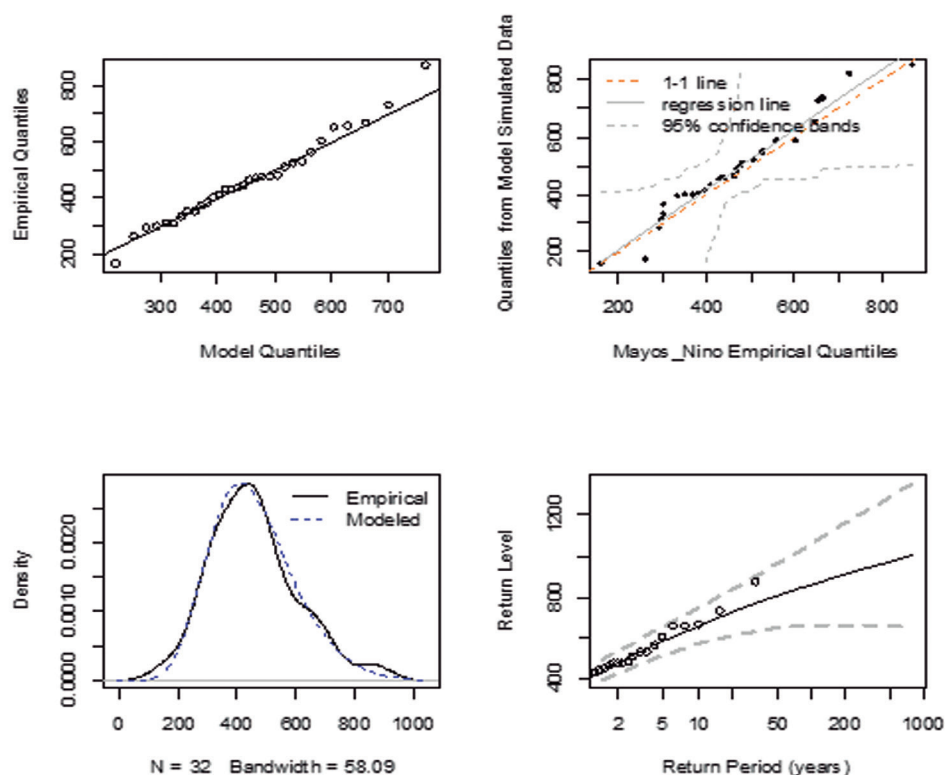 Empirical Quantiles
800
600
400
200
300 400 500 600 700
Model Quantiles
Quantiles from Model Simulated Data
800
600
400
200
1-1 line
regression line
95% confidence bands
200 400 600 800
Mayos _Nino Empirical Quantiles
Density
0.0020
0.0010
0.0000
Empirical
Modeled
0 200 400 600 800 1000
N = 32 Bandwidth = 58.09
Return Level
1200
800
400
2 5 10 50 200 1000
Return Period (years)